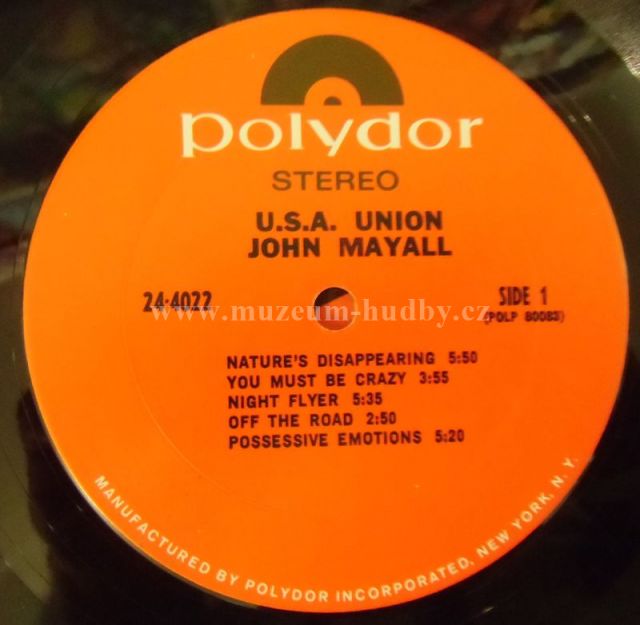 polydor
STEREO
U.S.A. UNION
JOHN MAYALL
24-4022
SIDE 1
(POLP 80083)
www.muzeum-hudby.cz
NATURE'S DISAPPEARING 5:50
YOU MUST BE CRAZY 3:55
NIGHT FLYER 5:35
OFF THE ROAD 2:50
POSSESSIVE EMOTIONS 5:20
MANUFACTURED BY POLYDOR INCORPORATED, NEW YORK, N. Y.